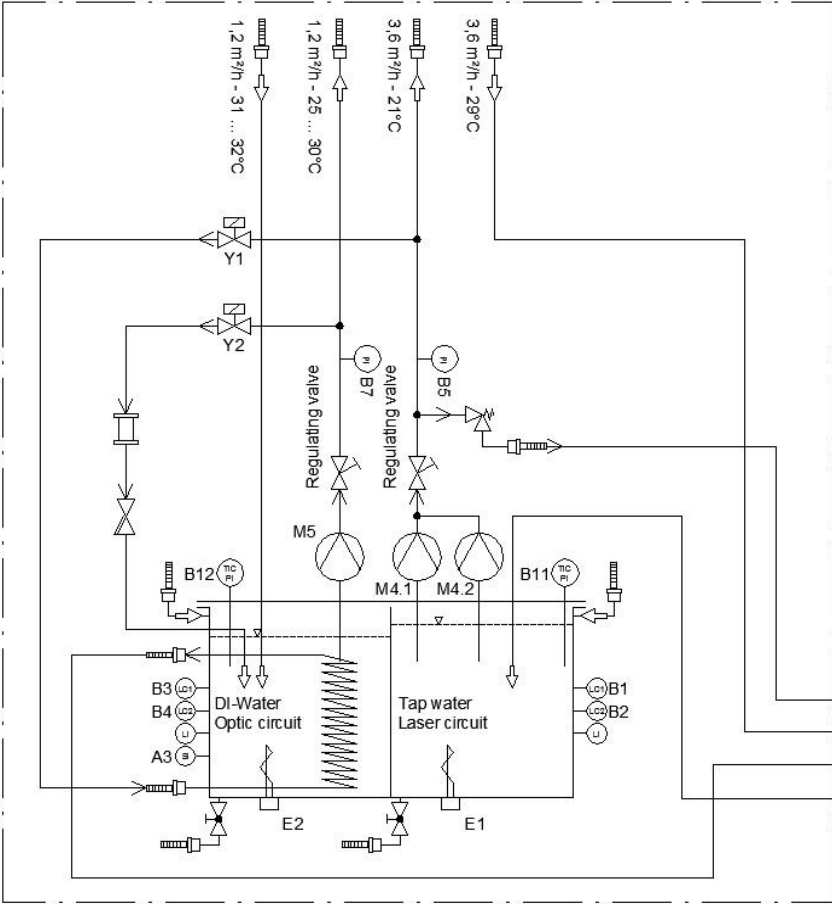 1,2 m³/h - 31 ... 32°C
1,2 m³/h - 25 ... 30°C
3,6 m³/h - 21°C
3,6 m³/h - 29°C
Y1
Y2
PI
B7
PI
B5
Regulating valve
Regulating valve
M5
M4.1
M4.2
B12
TIC
PI
B11
TIC
PI
B3
LC1
B4
LC2
LI
A3
DI-Water
Optic circuit
Tap water
Laser circuit
LC1
B1
LC2
B2
LI
E2
E1